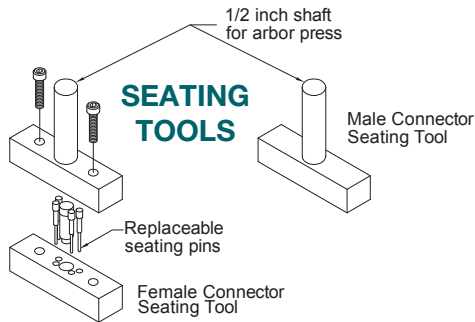 1/2 inch shaft
for arbor press
SEATING
TOOLS
Male Connector
Seating Tool
Replaceable
seating pins
Female Connector
Seating Tool